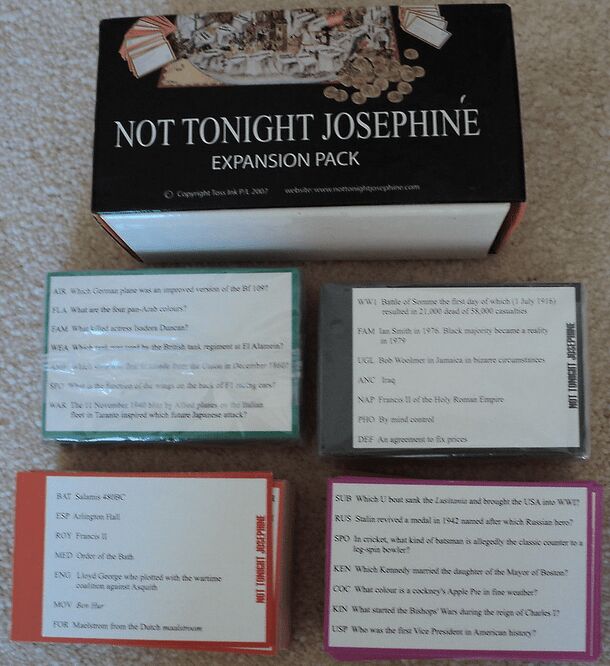 NOT TONIGHT JOSEPHINÉ
EXPANSION PACK
© Copyright Toss Ink P/L 2007 website: www.nottonightjosephine.com
AIR Which German plane was an improved version of the Bf 109?
FLA What are the four pan-Arab colours?
FAM What killed actress Isadora Duncan?
WEA Which tank was used by the British tank regiment at El Alamein?
Which first to secede from the Union in December 1860?
SPO What is the function of the wings on the back of F1 racing cars?
WAR The 11 November 1940 blitz by Allied planes on the Italian
fleet in Taranto inspired which future Japanese attack?
WW1 Battle of Somme the first day of which (1 July 1916)
resulted in 21,000 dead of 58,000 casualties
FAM Ian Smith in 1976. Black majority became a reality
in 1979
UGL Bob Woolmer in Jamaica in bizarre circumstances
ANC Iraq
NAP Francis II of the Holy Roman Empire
PHO By mind control
DEF An agreement to fix prices
NOT TONIGHT JOSEPHINE
BAT Salamis 480BC
ESP Arlington Hall
ROY Francis II
MED Order of the Bath
ENG Lloyd George who plotted with the wartime
coalition against Asquith
MOV Ben Hur
FOR Maelstrom from the Dutch maalstroom
NOT TONIGHT JOSEPHINE
SUB Which U boat sank the Lusitania and brought the USA into WWI?
RUS Stalin revived a medal in 1942 named after which Russian hero?
SPO In cricket, what kind of batsman is allegedly the classic counter to a
leg-spin bowler?
KEN Which Kennedy married the daughter of the Mayor of Boston?
COC What colour is a cockney's Apple Pie in fine weather?
KIN What started the Bishops' Wars during the reign of Charles I?
USP Who was the first Vice President in American history?